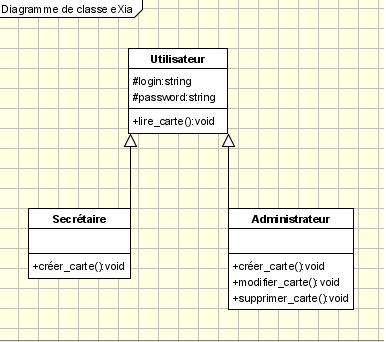 Diagramme de classe eXia
Utilisateur
#login:string
#password:string
+lire_carte():void
Secrétaire
+créer_carte():void
Administrateur
+créer_carte():void
+modifier_carte():void
+supprimer_carte():void